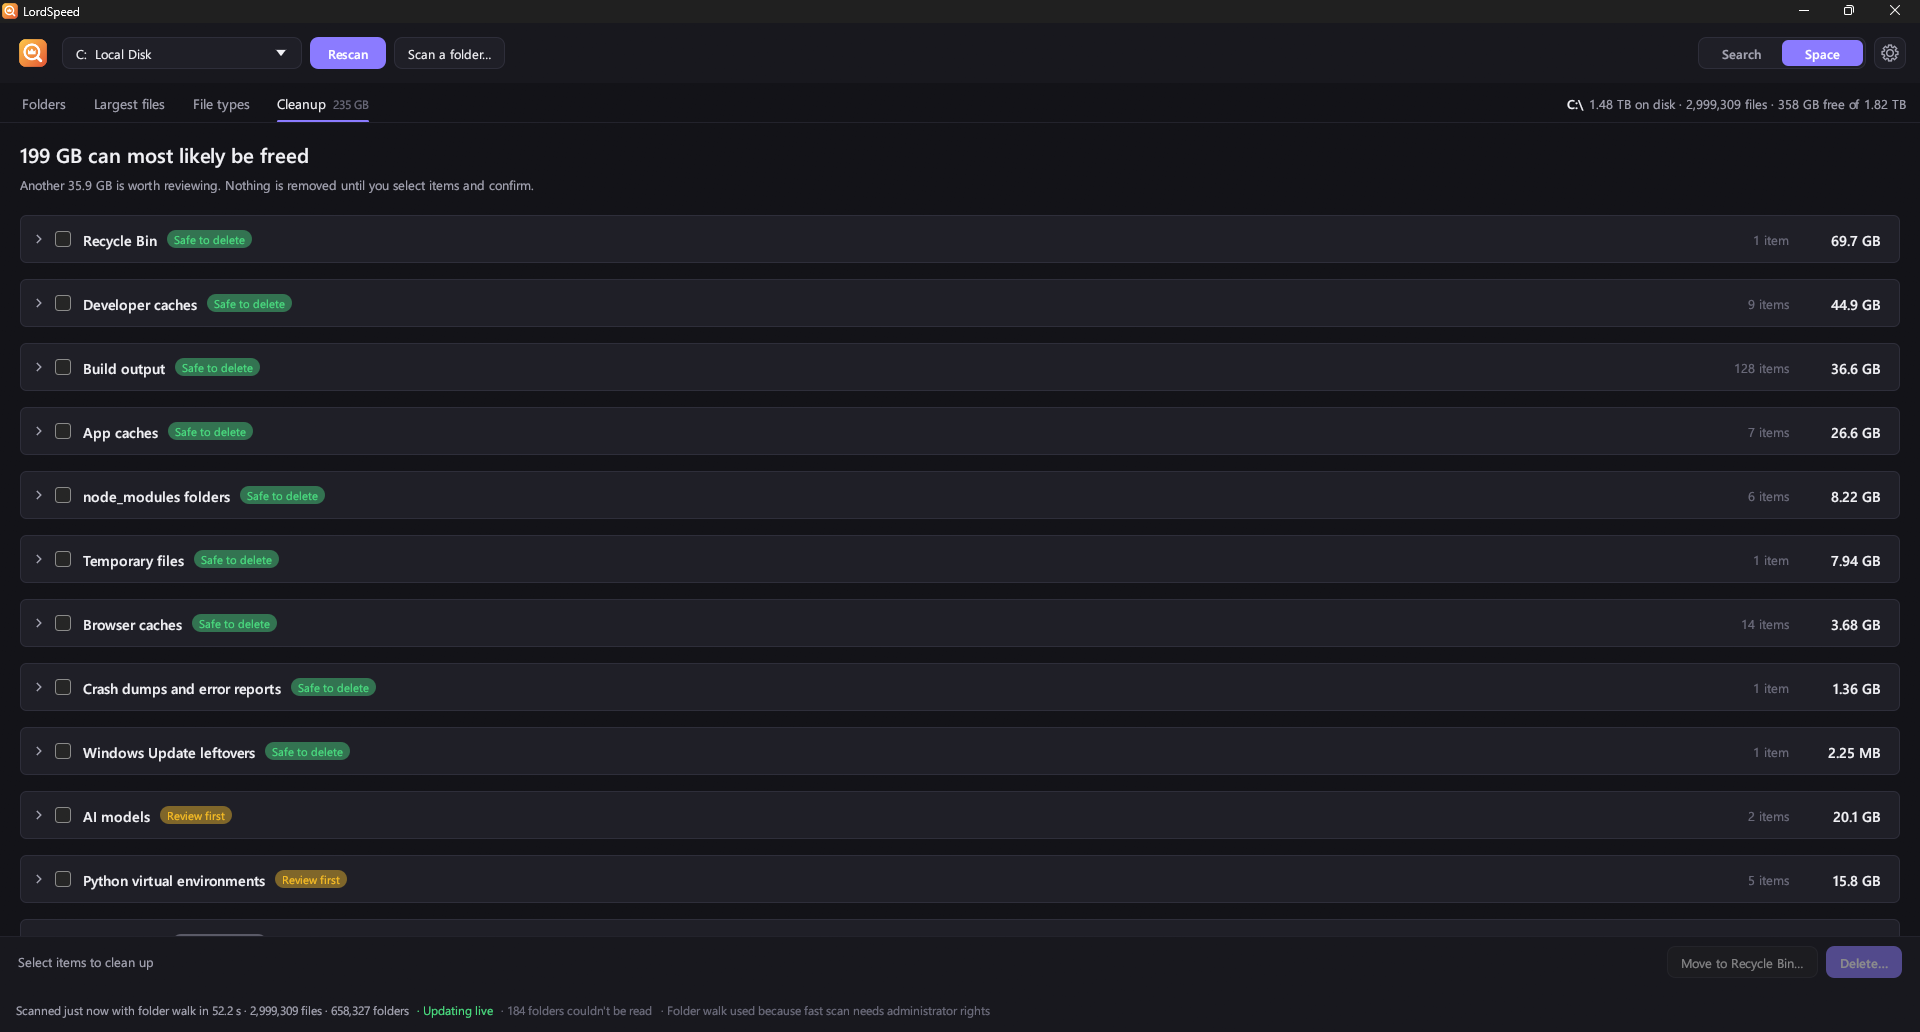 LordSpeed
C: Local Disk
Rescan
Scan a folder...
Search
Space
Folders
Largest files
File types
Cleanup 235 GB
C:\ 1.48 TB on disk · 2,999,309 files · 358 GB free of 1.82 TB
199 GB can most likely be freed
Another 35.9 GB is worth reviewing. Nothing is removed until you select items and confirm.
Recycle Bin Safe to delete 1 item 69.7 GB
Developer caches Safe to delete 9 items 44.9 GB
Build output Safe to delete 128 items 36.6 GB
App caches Safe to delete 7 items 26.6 GB
node_modules folders Safe to delete 6 items 8.22 GB
Temporary files Safe to delete 1 item 7.94 GB
Browser caches Safe to delete 14 items 3.68 GB
Crash dumps and error reports Safe to delete 1 item 1.36 GB
Windows Update leftovers Safe to delete 1 item 2.25 MB
AI models Review first 2 items 20.1 GB
Python virtual environments Review first 5 items 15.8 GB
Select items to clean up
Move to Recycle Bin...
Delete...
Scanned just now with folder walk in 52.2 s · 2,999,309 files · 658,327 folders · Updating live · 184 folders couldn't be read · Folder walk used because fast scan needs administrator rights